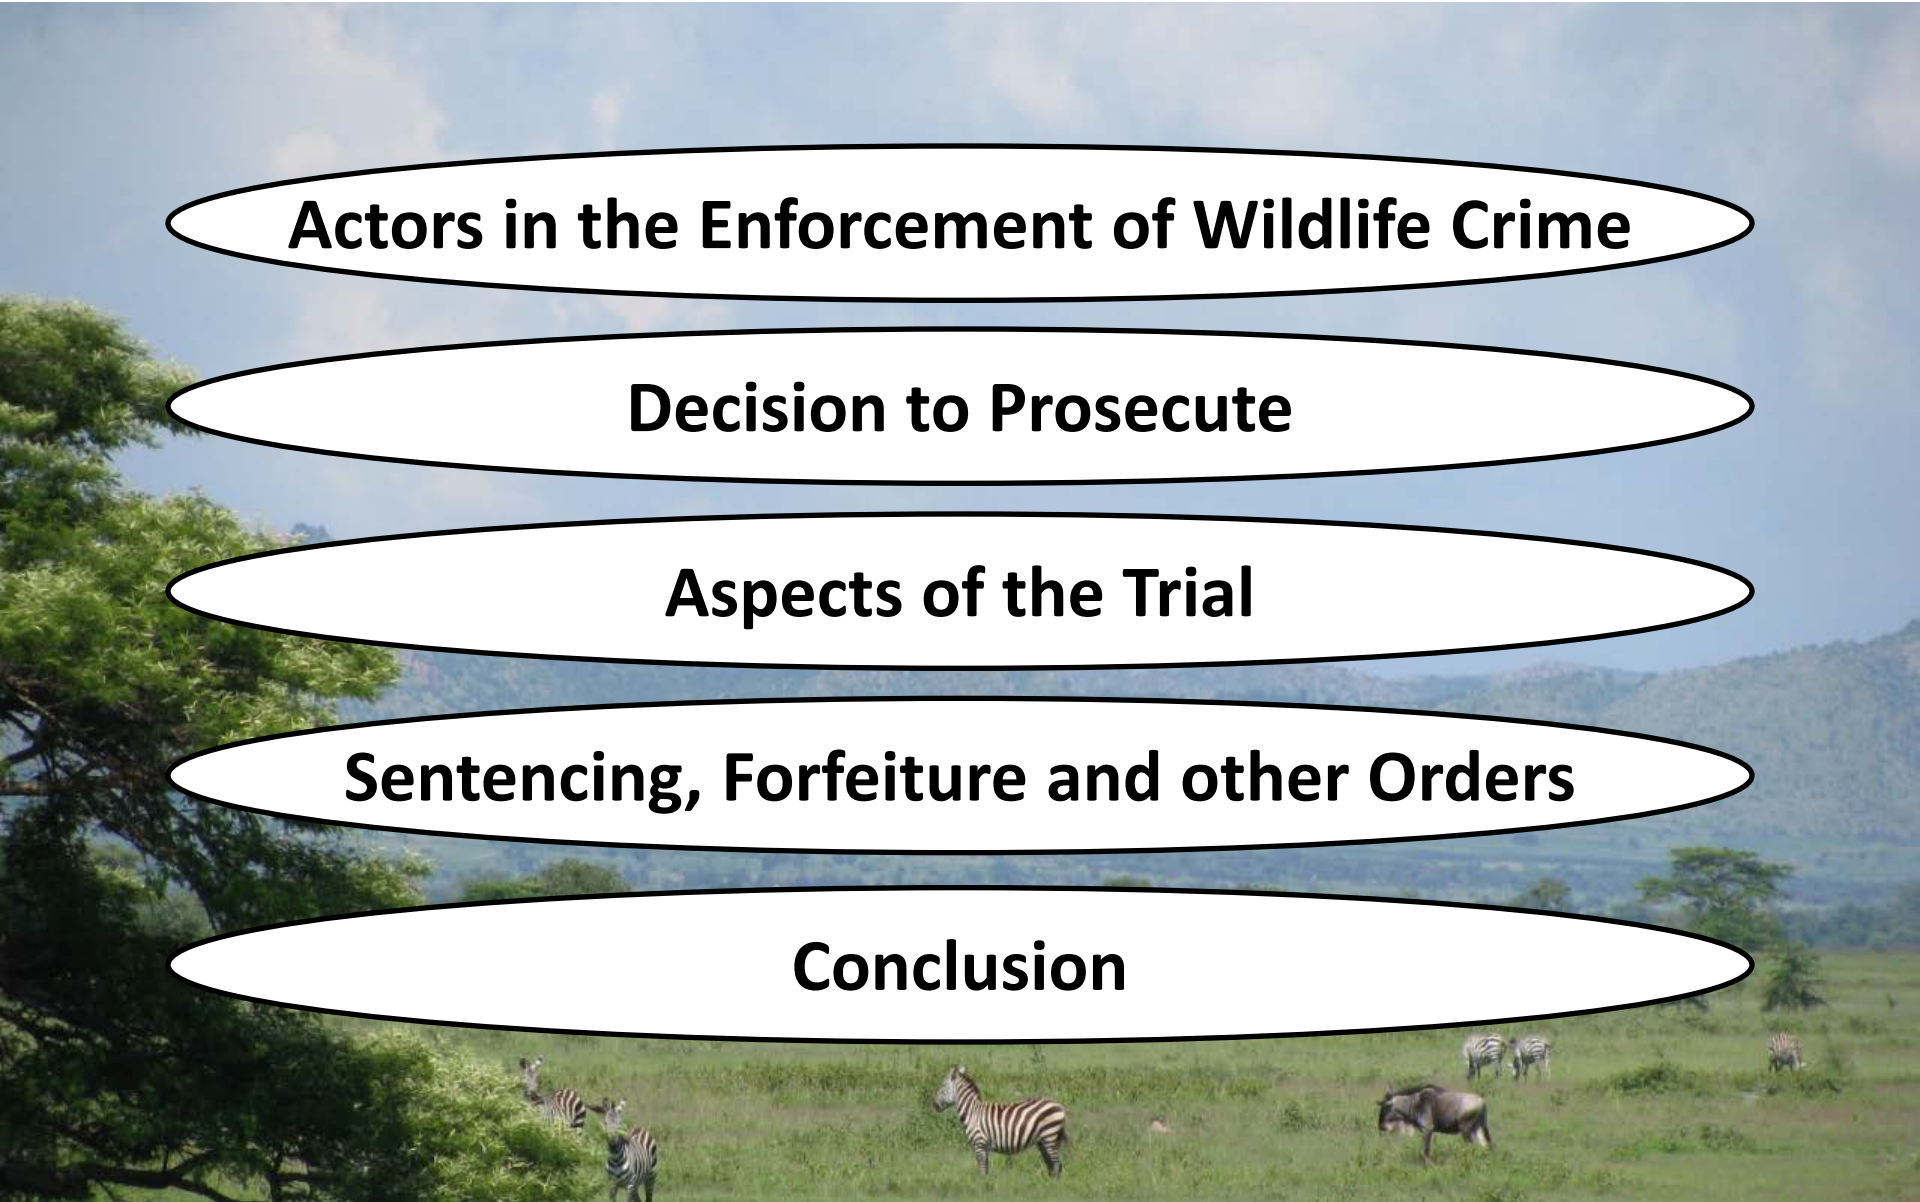 Actors in the Enforcement of Wildlife Crime
Decision to Prosecute
Aspects of the Trial
Sentencing, Forfeiture and other Orders
Conclusion